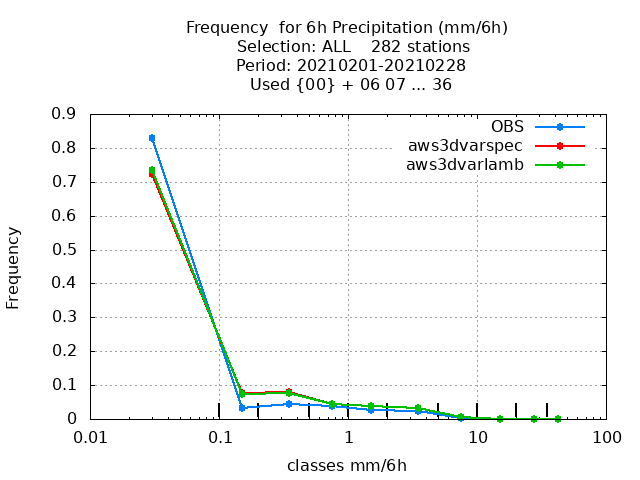 Frequency  for 6h Precipitation (mm/6h)
Selection: ALL    282 stations
Period: 20210201-20210228
Used {00} + 06 07 ... 36
OBS
aws3dvarspec
aws3dvarlamb
Frequency
0.9
0.8
0.7
0.6
0.5
0.4
0.3
0.2
0.1
0
0.01 0.1 1 10 100
classes mm/6h